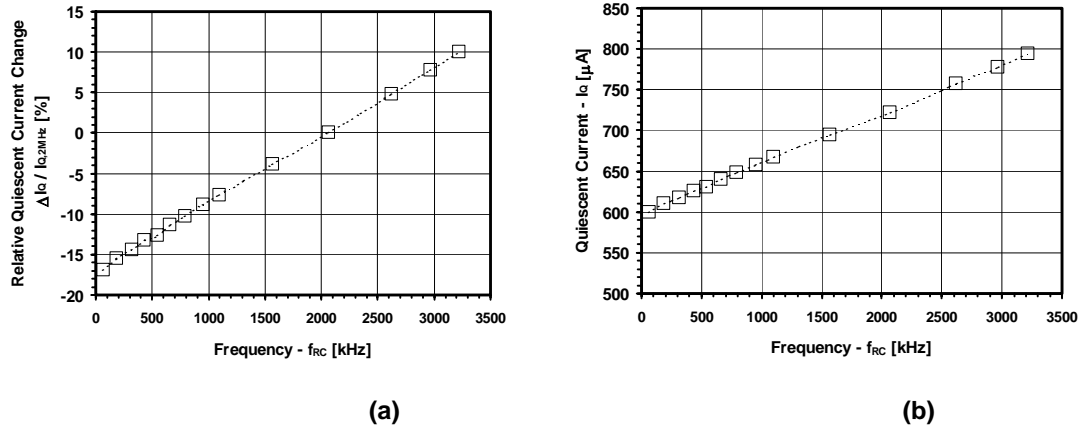 Relative Quiescent Current Change
ΔIQ / IQ,2MHz [%]
15
10
5
0
-5
-10
-15
-20
0 500 1000 1500 2000 2500 3000 3500
Frequency - fRC [kHz]
(a)
Quiescent Current - IQ [μA]
850
800
750
700
650
600
550
500
0 500 1000 1500 2000 2500 3000 3500
Frequency - fRC [kHz]
(b)